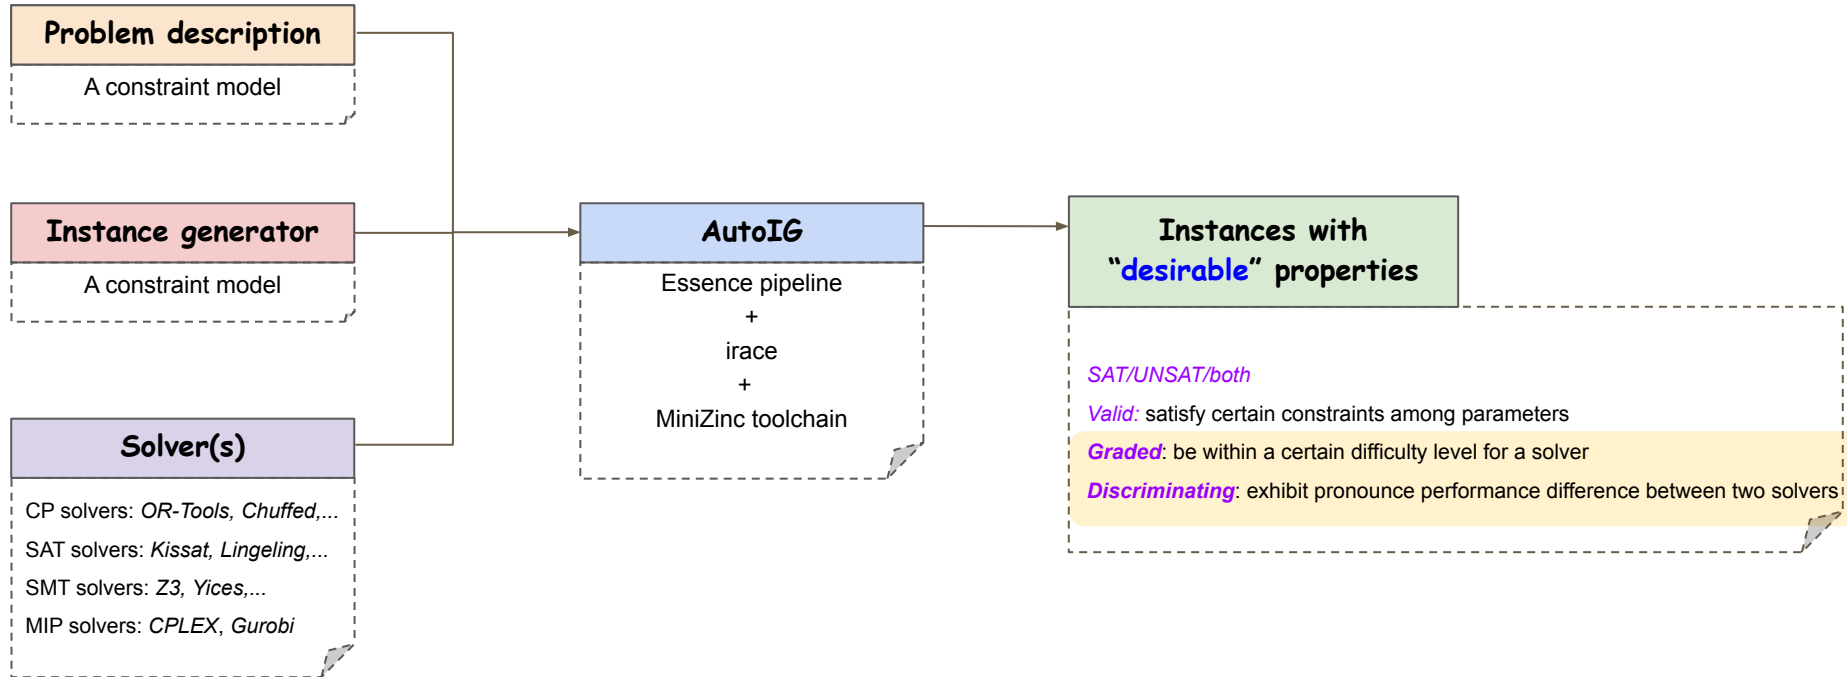 Problem description
A constraint model
Instance generator
A constraint model
Solver(s)
CP solvers: OR-Tools, Chuffed,...
SAT solvers: Kissat, Lingeling,...
SMT solvers: Z3, Yices,...
MIP solvers: CPLEX, Gurobi
AutoIG
Essence pipeline
+
irace
+
MiniZinc toolchain
Instances with
“desirable” properties
SAT/UNSAT/both
Valid: satisfy certain constraints among parameters
Graded: be within a certain difficulty level for a solver
Discriminating: exhibit pronounce performance difference between two solvers